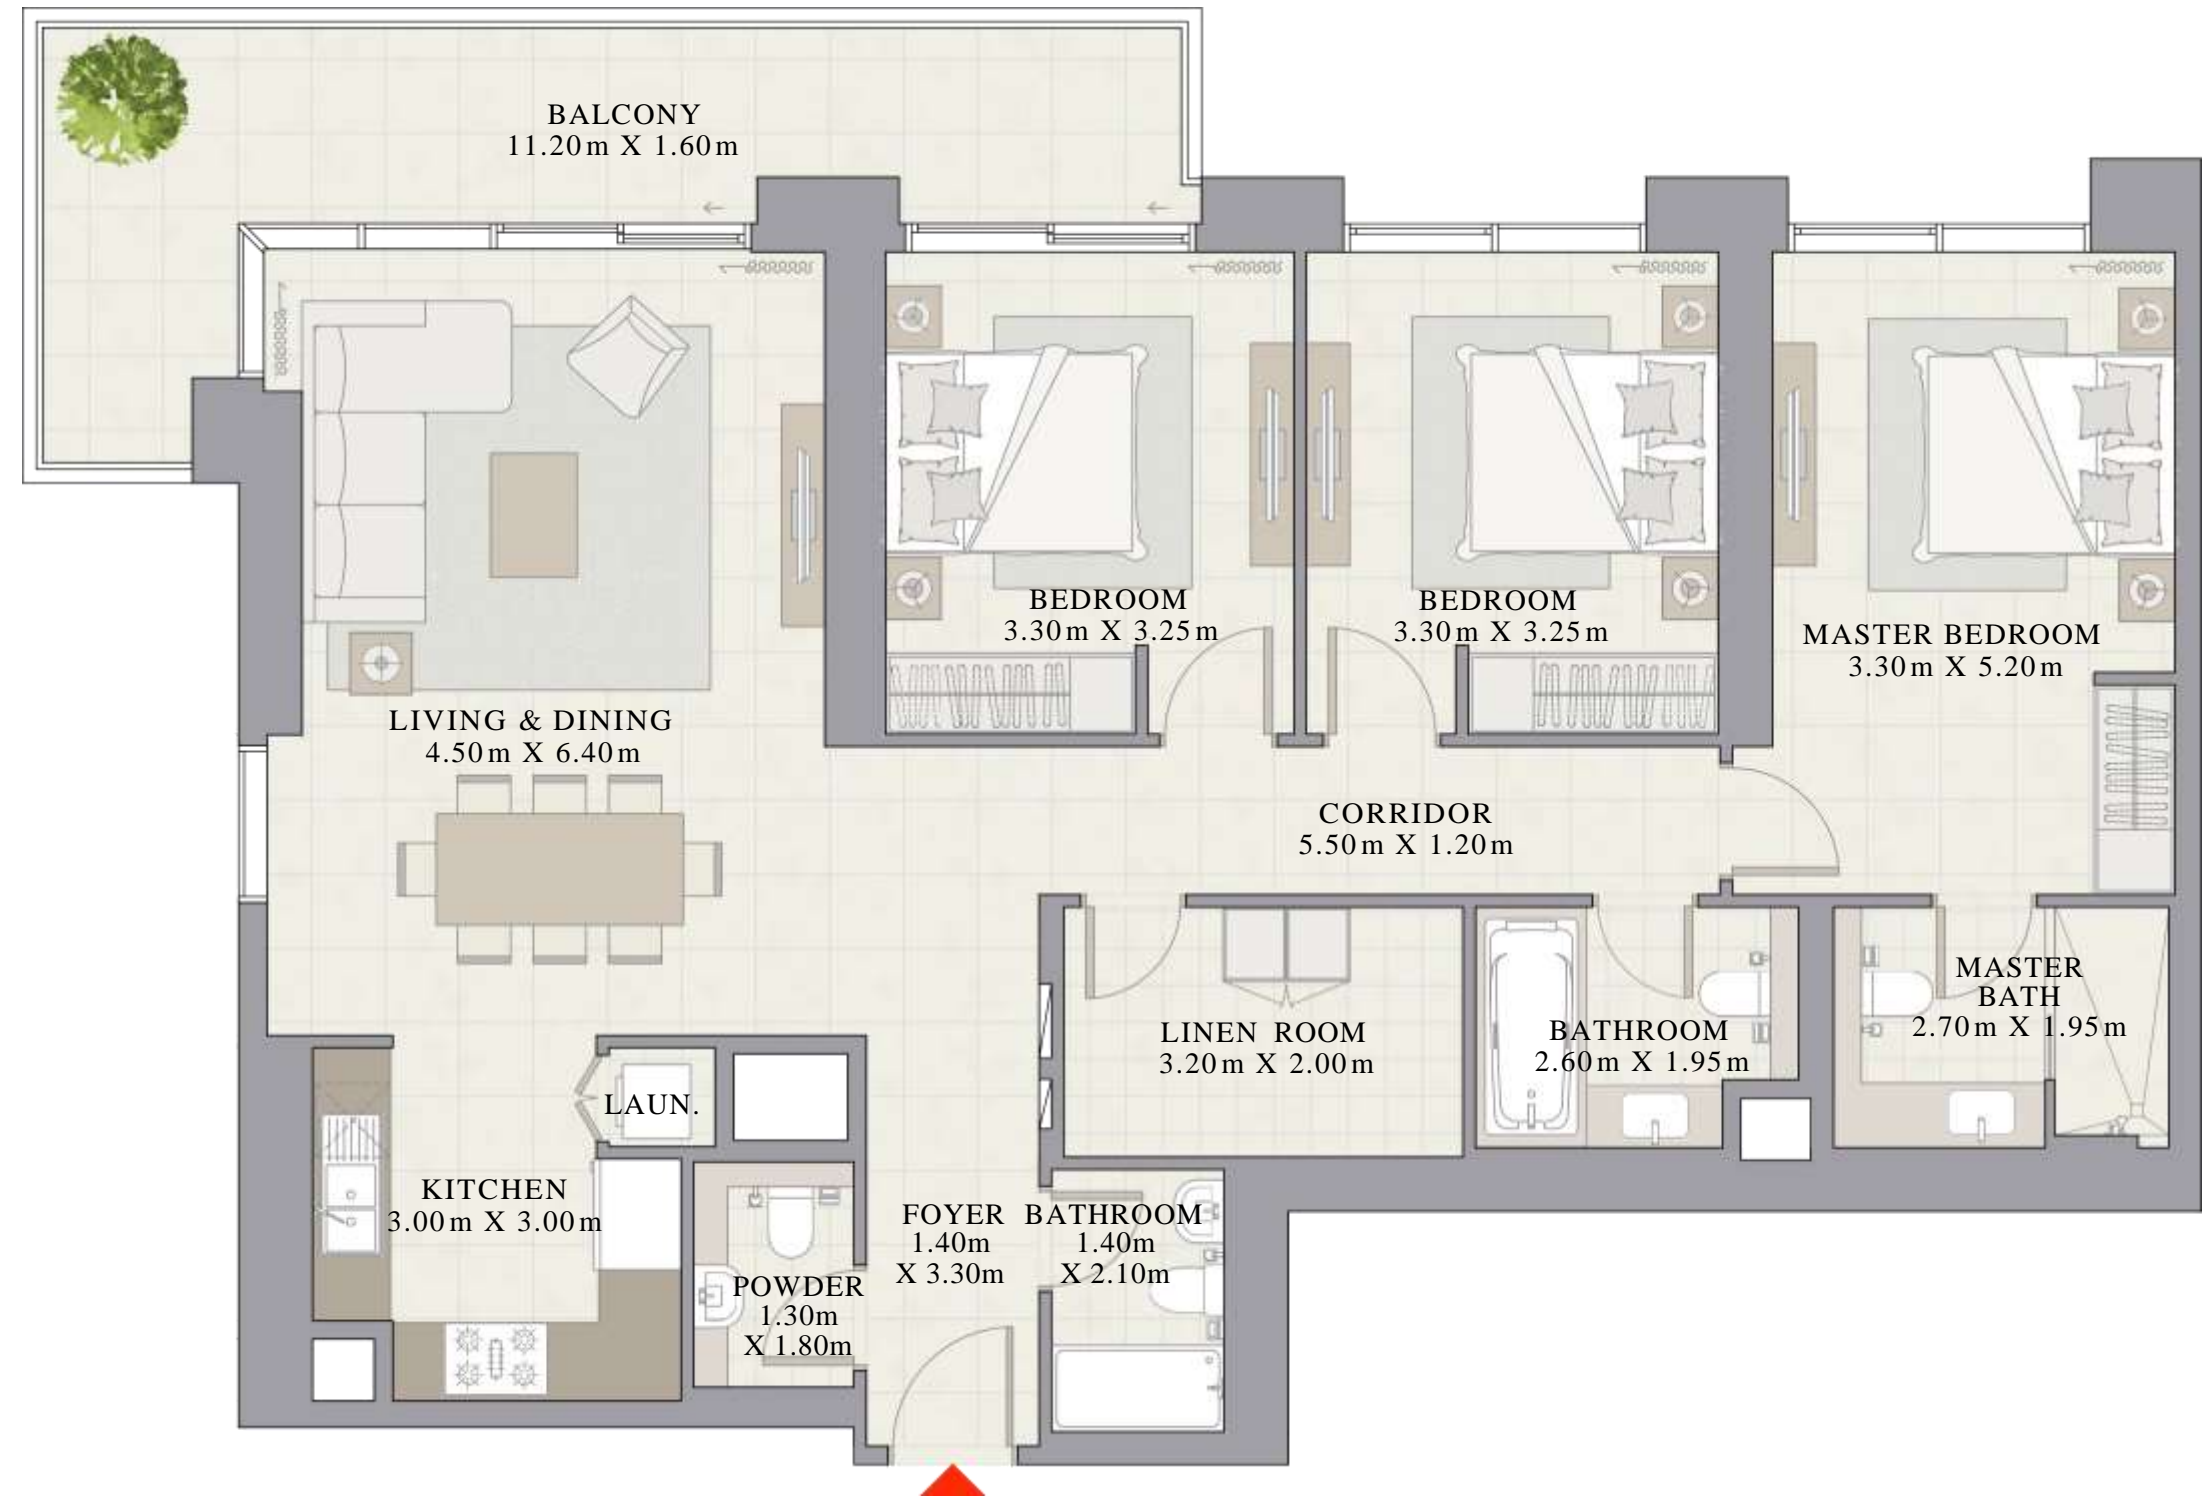 BALCONY
11.20m X 1.60m
BEDROOM
3.30m X 3.25m
BEDROOM
3.30m X 3.25m
MASTER BEDROOM
3.30m X 5.20m
LIVING & DINING
4.50m X 6.40m
CORRIDOR
5.50m X 1.20m
MASTER
BATH
2.70m X 1.95m
LINEN ROOM
3.20m X 2.00m
BATHROOM
2.60m X 1.95m
LAUN.
KITCHEN
3.00m X 3.00m
FOYER
1.40m
X 3.30m
BATHROOM
1.40m
X 2.10m
POWDER
1.30m
X 1.80m